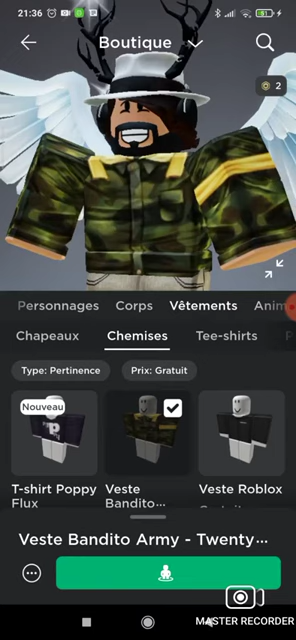 21:36
Boutique
2
Personnages Corps Vêtements Anim
Chapeaux Chemises Tee-shirts
Type: Pertinence Prix: Gratuit
Nouveau
T-shirt Poppy Flux
Veste Bandito...
Veste Roblox
Veste Bandito Army - Twenty...
MASTER RECORDER